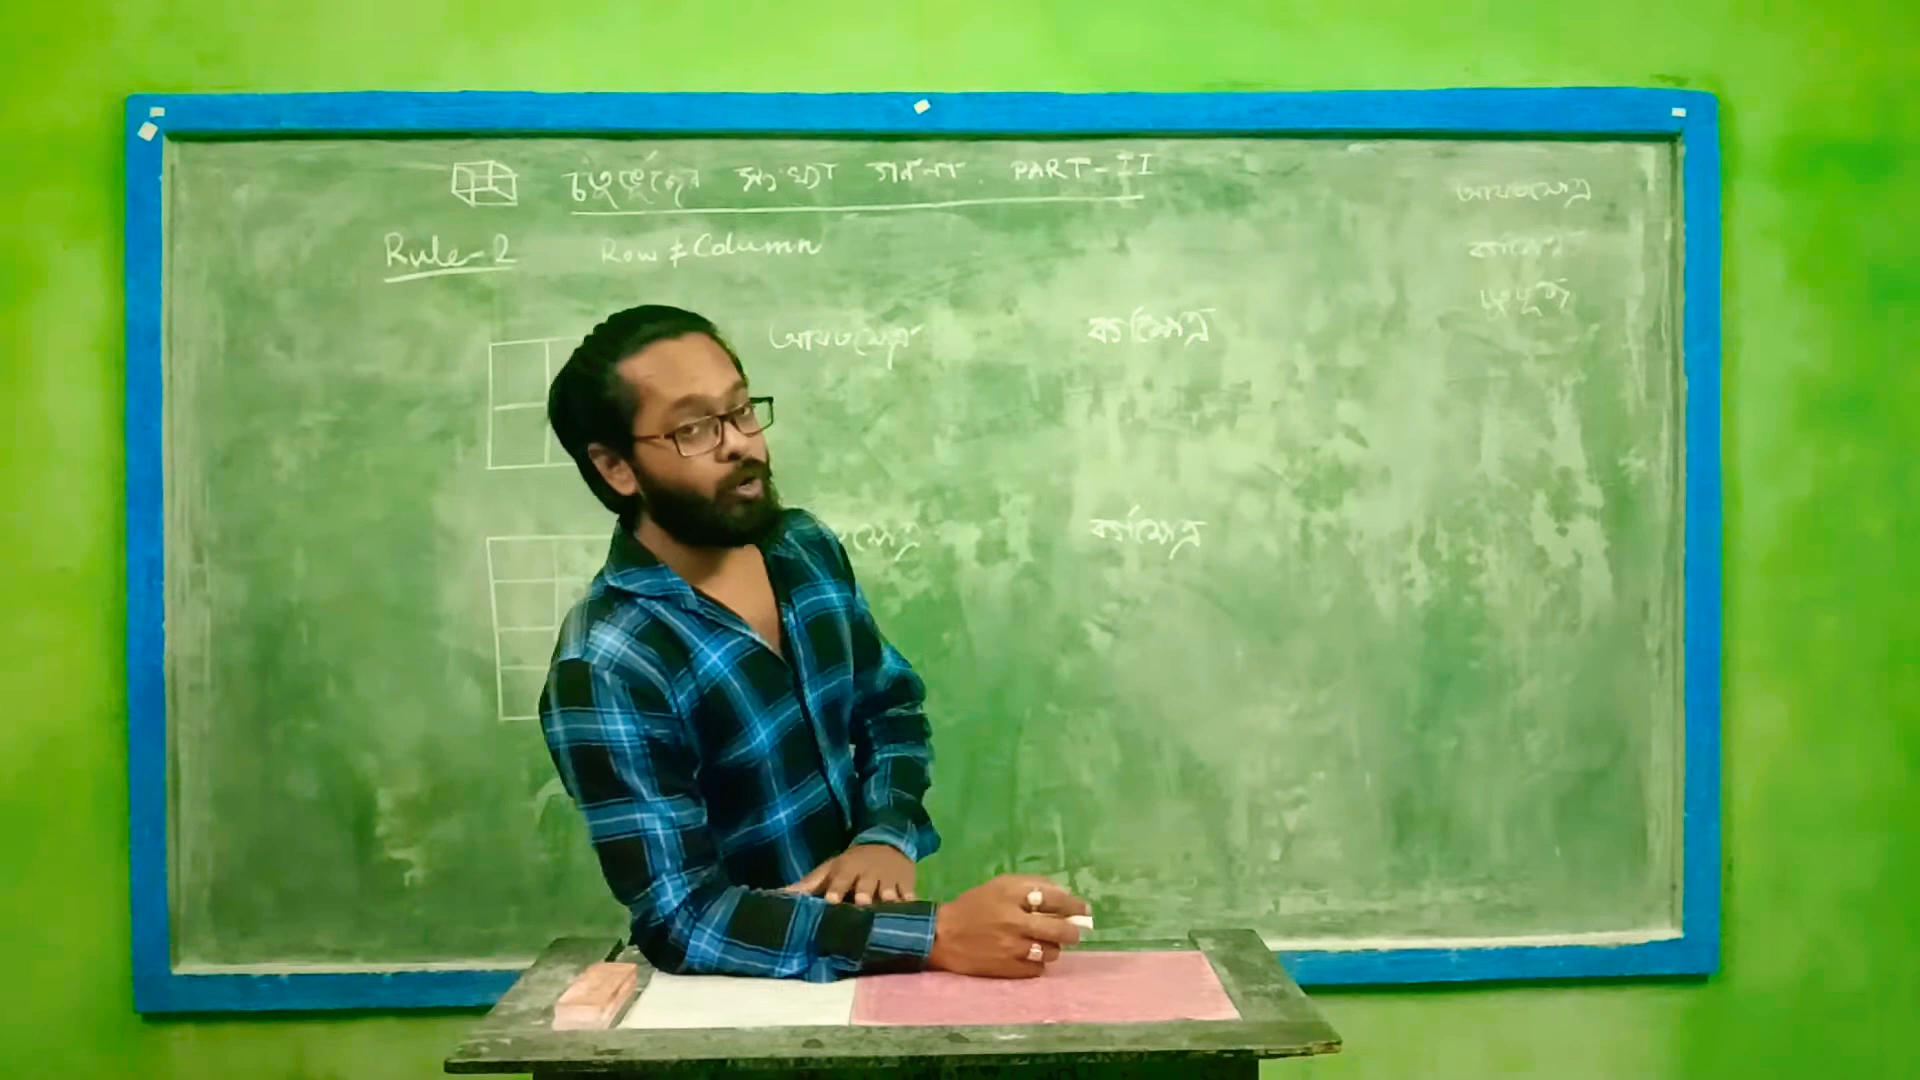 চতুর্ভূজের সংখ্যা গণনা. PART-II
আয়তক্ষেত্র
বর্গক্ষেত্র
চতুর্ভূজ
Rule-2 Row & Column
আয়তক্ষেত্র বর্গক্ষেত্র
বর্গক্ষেত্র